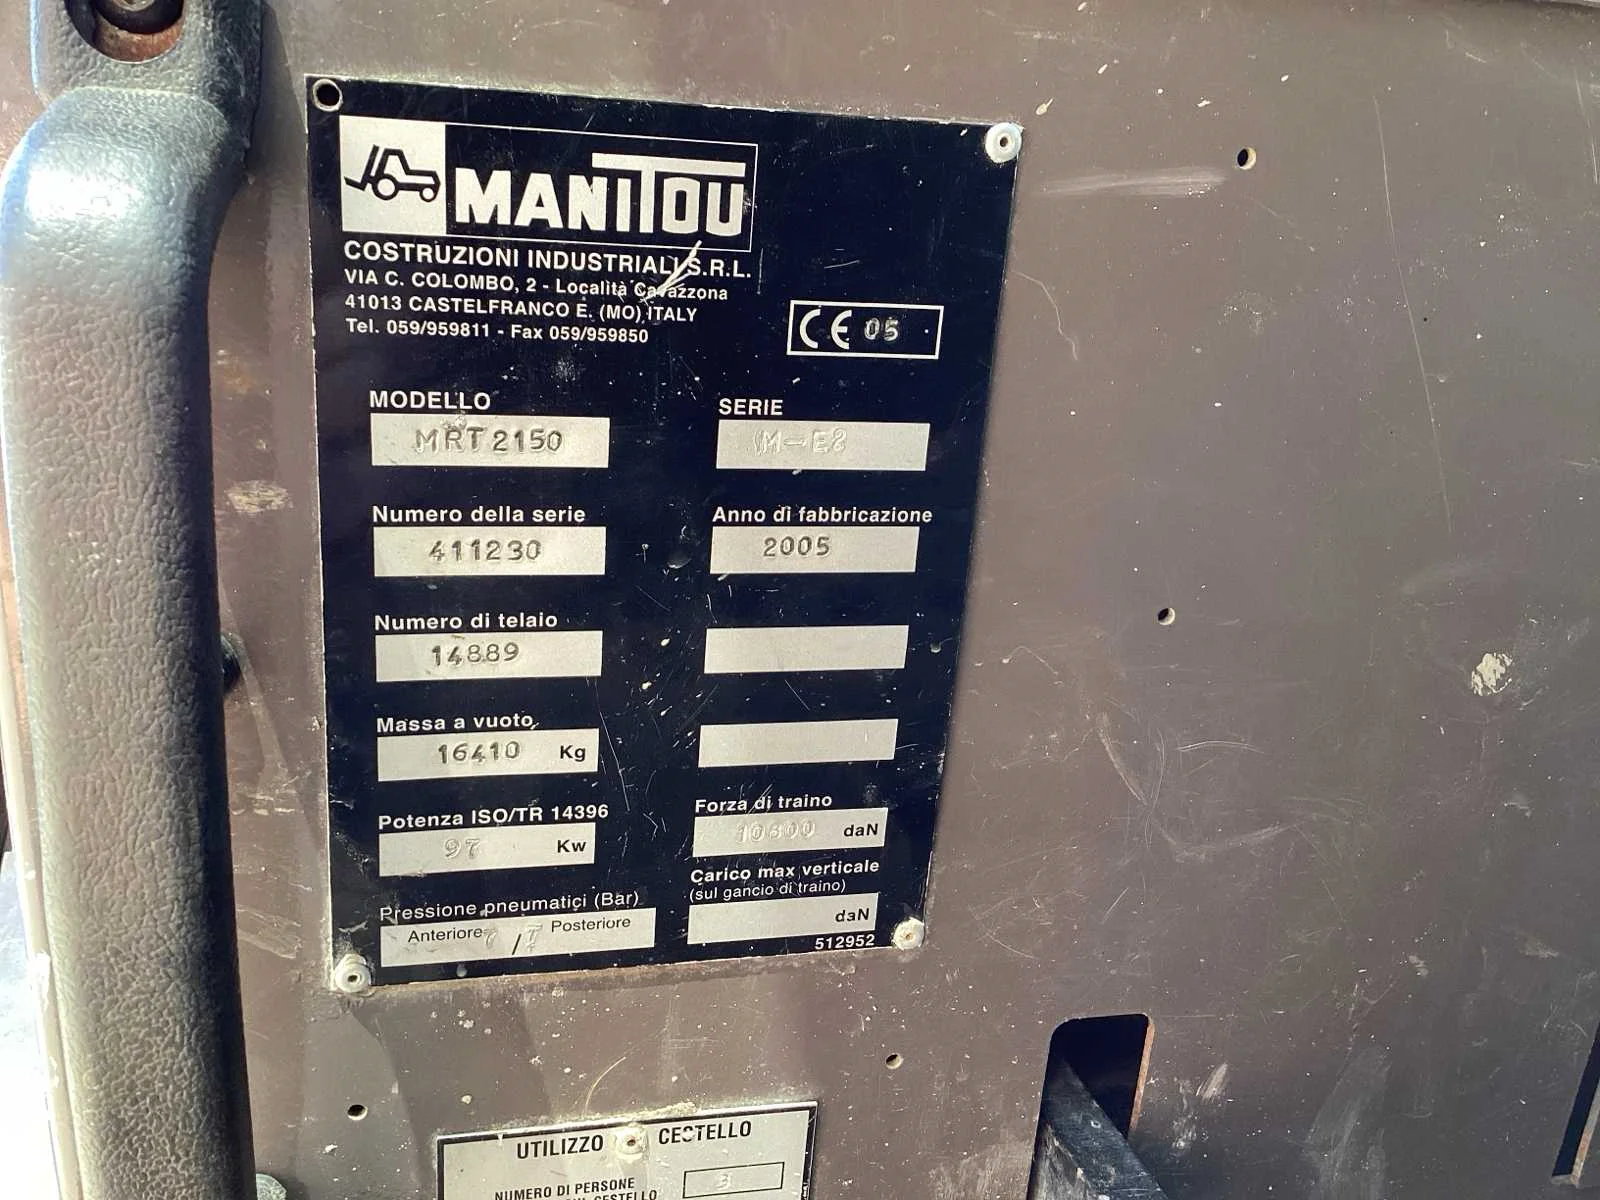 MANITOU
COSTRUZIONI INDUSTRIALI S.R.L.
VIA C. COLOMBO, 2 - Località Cavazzona
41013 CASTELFRANCO E. (MO) ITALY
Tel. 059/959811 - Fax 059/959850
CE 05
MODELLO
MRT 2150
SERIE
M-E2
Numero della serie
411230
Anno di fabbricazione
2005
Numero di telaio
14889
Massa a vuoto
16410 Kg
Potenza ISO/TR 14396
97 Kw
Forza di traino
daN
Carico max verticale
(sul gancio di traino)
daN
Pressione pneumatici (Bar)
Anteriore / Posteriore
512952
UTILIZZO CESTELLO
NUMERO DI PERSONE
CESTELLO
3